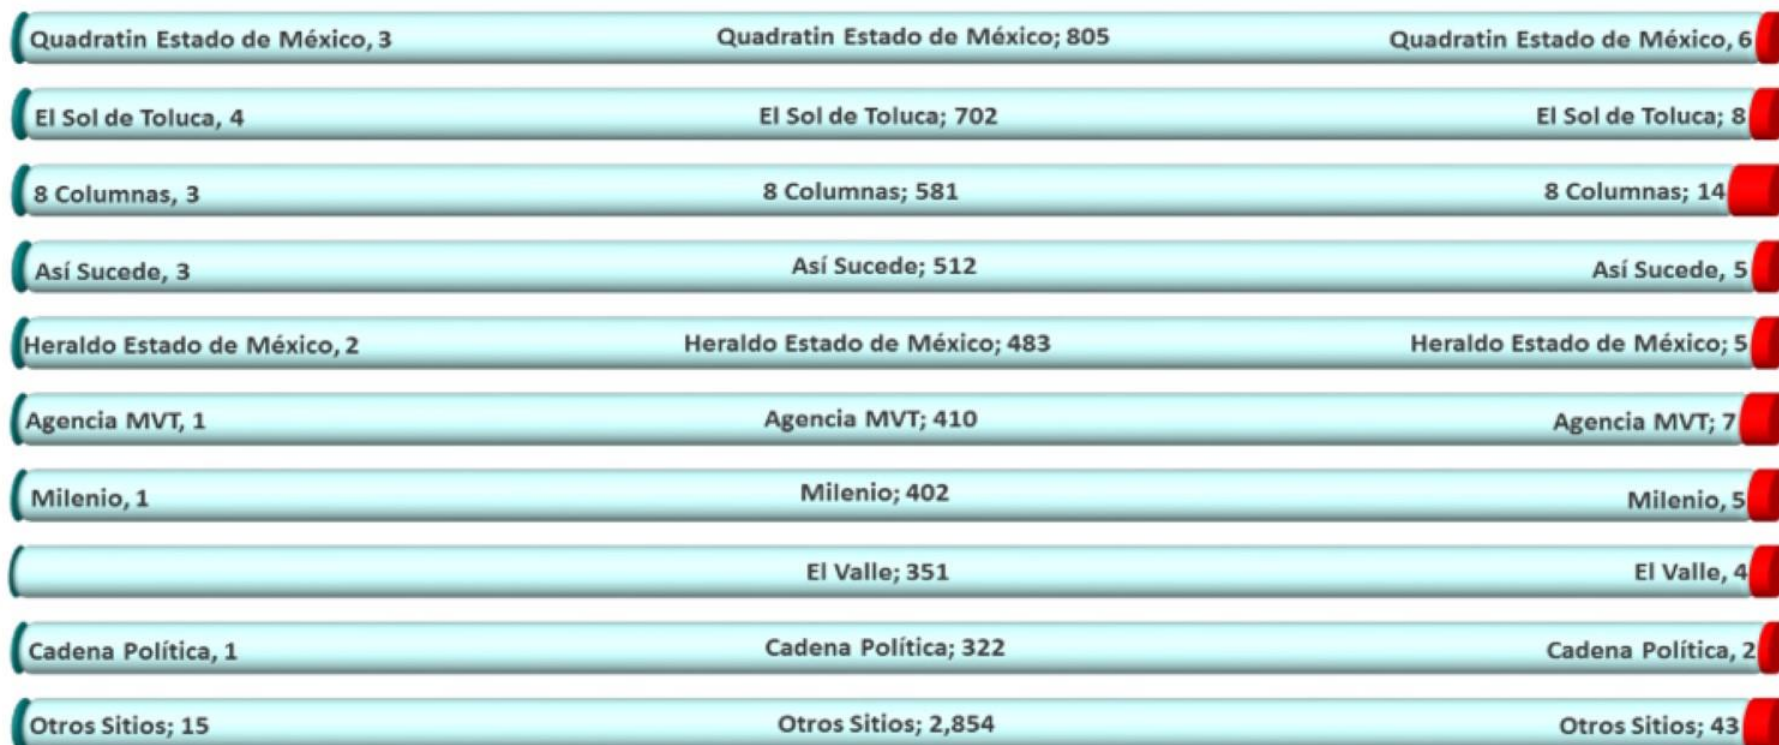 Quadratin Estado de México, 3 Quadratin Estado de México; 805 Quadratin Estado de México, 6
El Sol de Toluca, 4 El Sol de Toluca; 702 El Sol de Toluca; 8
8 Columnas, 3 8 Columnas; 581 8 Columnas; 14
Así Sucede, 3 Así Sucede; 512 Así Sucede, 5
Heraldo Estado de México, 2 Heraldo Estado de México; 483 Heraldo Estado de México; 5
Agencia MVT, 1 Agencia MVT; 410 Agencia MVT; 7
Milenio, 1 Milenio; 402 Milenio, 5
El Valle; 351 El Valle, 4
Cadena Política, 1 Cadena Política; 322 Cadena Política, 2
Otros Sitios; 15 Otros Sitios; 2,854 Otros Sitios; 43